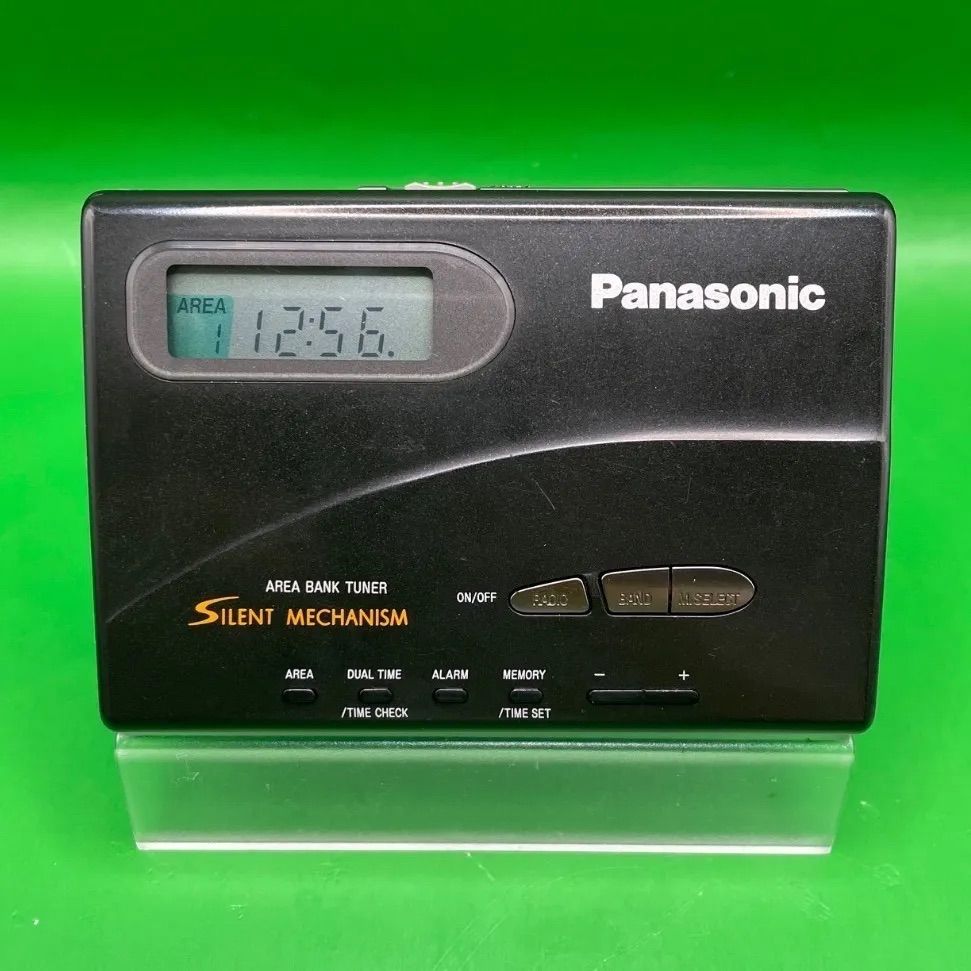 Panasonic
AREA
1 12:56.
AREA BANK TUNER
SILENT MECHANISM
ON/OFF RADIO BAND M.SELECT
AREA DUAL TIME ALARM MEMORY - +
/TIME CHECK /TIME SET